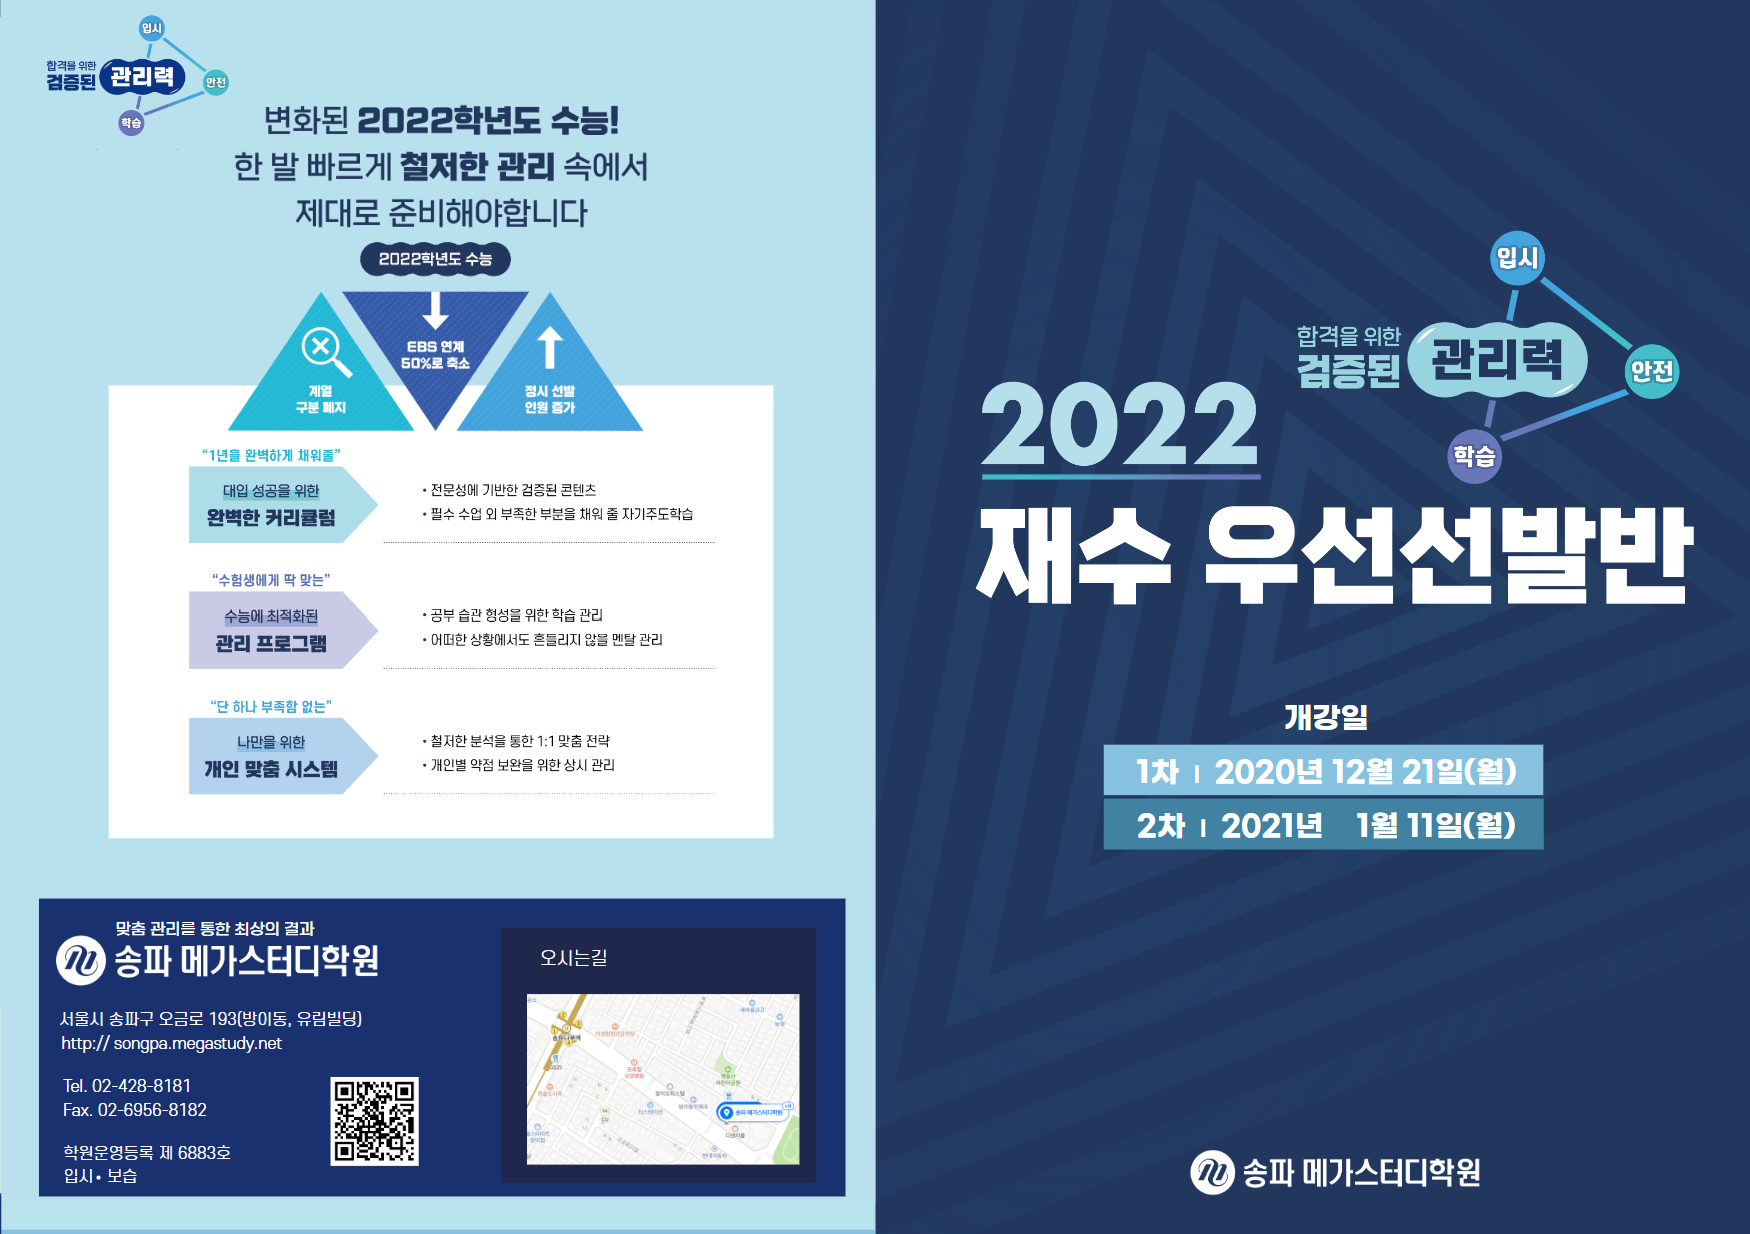 입시
합격을 위한
검증된 관리력
안전
학습
변화된 2022학년도 수능!
한 발 빠르게 철저한 관리 속에서
제대로 준비해야합니다
2022학년도 수능
계열
구분 폐지
EBS 연계
50%로 축소
정시 선발
인원 증가
“1년을 완벽하게 채워줄”
대입 성공을 위한
완벽한 커리큘럼
• 전문성에 기반한 검증된 콘텐츠
• 필수 수업 외 부족한 부분을 채워 줄 자기주도학습
“수험생에게 딱 맞는”
수능에 최적화된
관리 프로그램
• 공부 습관 형성을 위한 학습 관리
• 어떠한 상황에서도 흔들리지 않을 멘탈 관리
“단 하나 부족함 없는”
나만을 위한
개인 맞춤 시스템
• 철저한 분석을 통한 1:1 맞춤 전략
• 개인별 약점 보완을 위한 상시 관리
맞춤 관리를 통한 최상의 결과
송파 메가스터디학원
서울시 송파구 오금로 193(방이동, 유림빌딩)
http:// songpa.megastudy.net
Tel. 02-428-8181
Fax. 02-6956-8182
학원운영등록 제 6883호
입시• 보습
오시는길
송파나루역
송파 메가스터디학원
입시
합격을 위한
검증된 관리력
안전
학습
2022
재수 우선선발반
개강일
1차 ㅣ 2020년 12월 21일(월)
2차 ㅣ 2021년 1월 11일(월)
송파 메가스터디학원